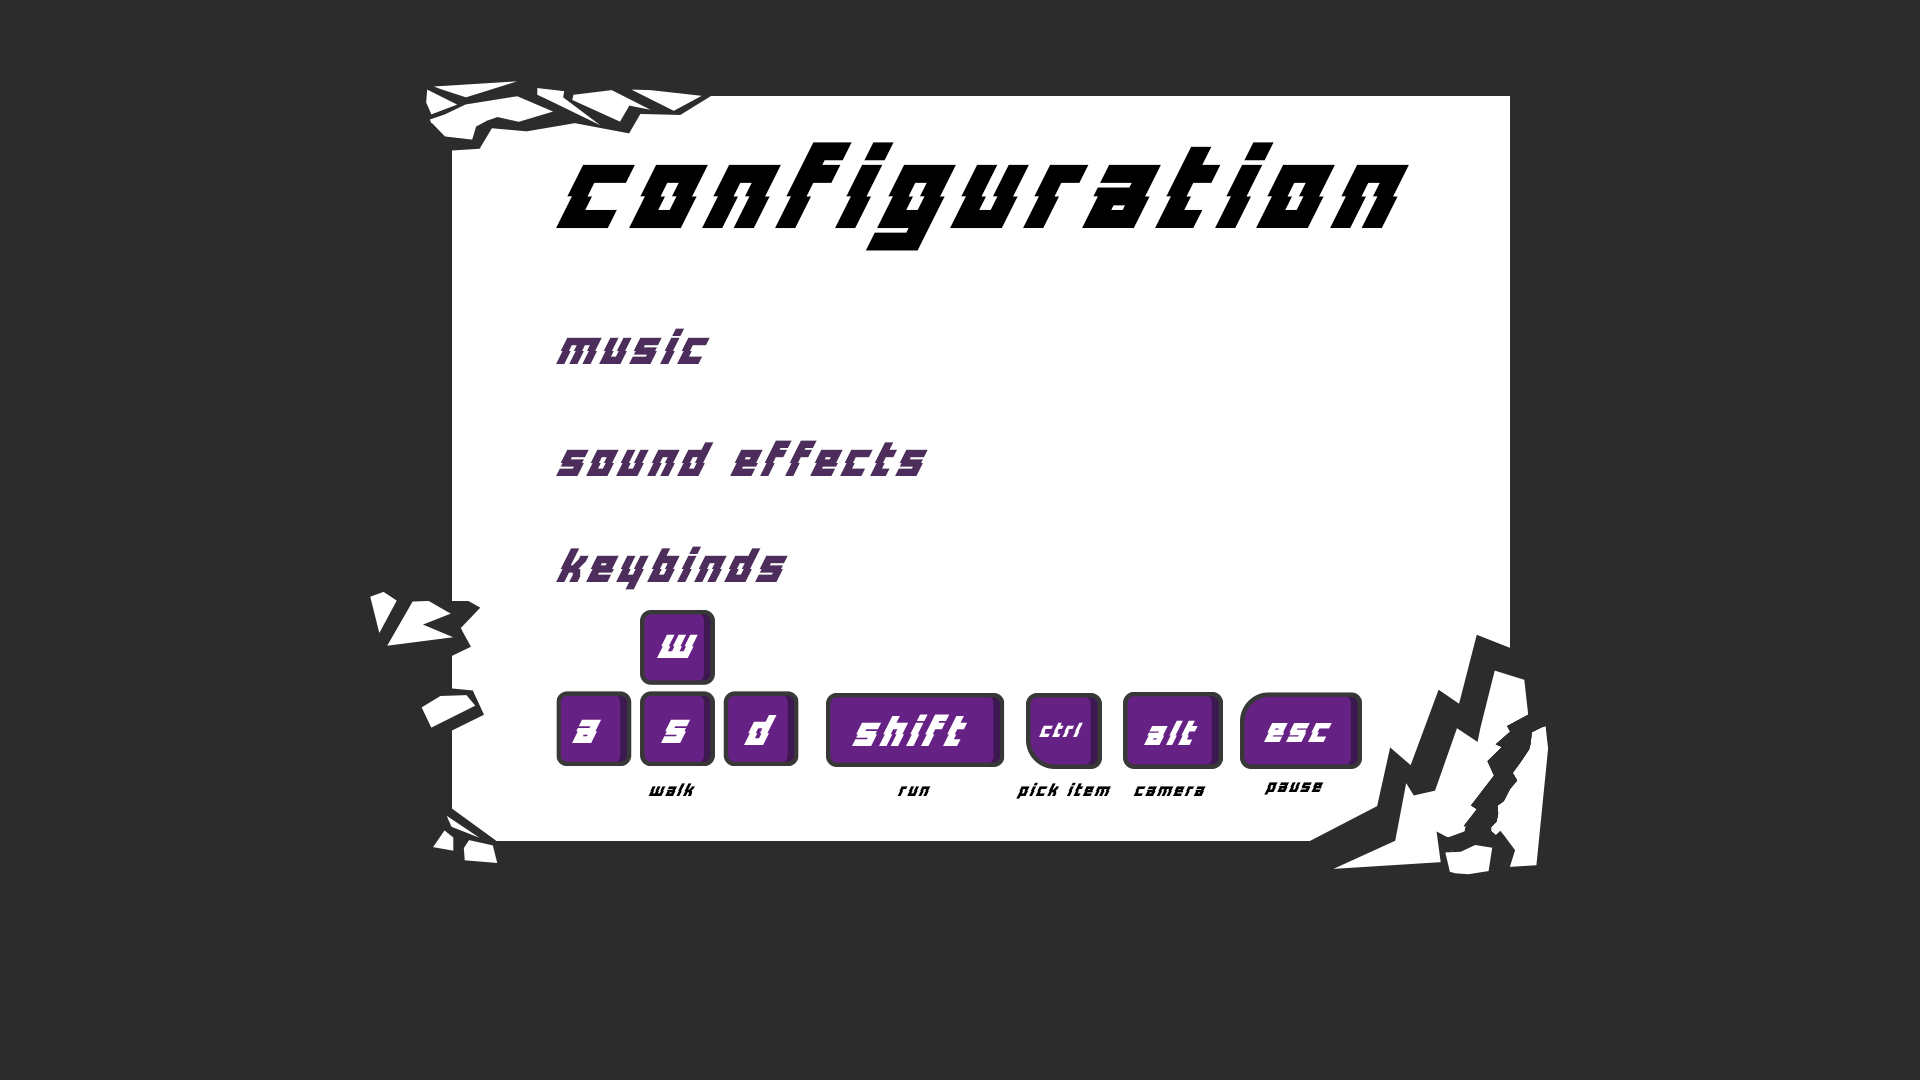 configuration
music
sound effects
keybinds
w
a s d shift ctrl alt esc
walk run pick item camera pause